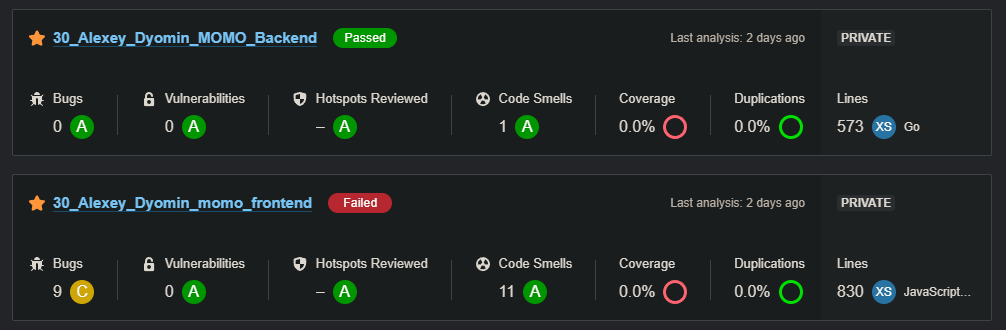 30_Alexey_Dyomin_MOMO_Backend Passed Last analysis: 2 days ago PRIVATE
Bugs Vulnerabilities Hotspots Reviewed Code Smells Coverage Duplications Lines
0 A 0 A – A 1 A 0.0% 0.0% 573 XS Go
30_Alexey_Dyomin_momo_frontend Failed Last analysis: 2 days ago PRIVATE
Bugs Vulnerabilities Hotspots Reviewed Code Smells Coverage Duplications Lines
9 C 0 A – A 11 A 0.0% 0.0% 830 XS JavaScript...